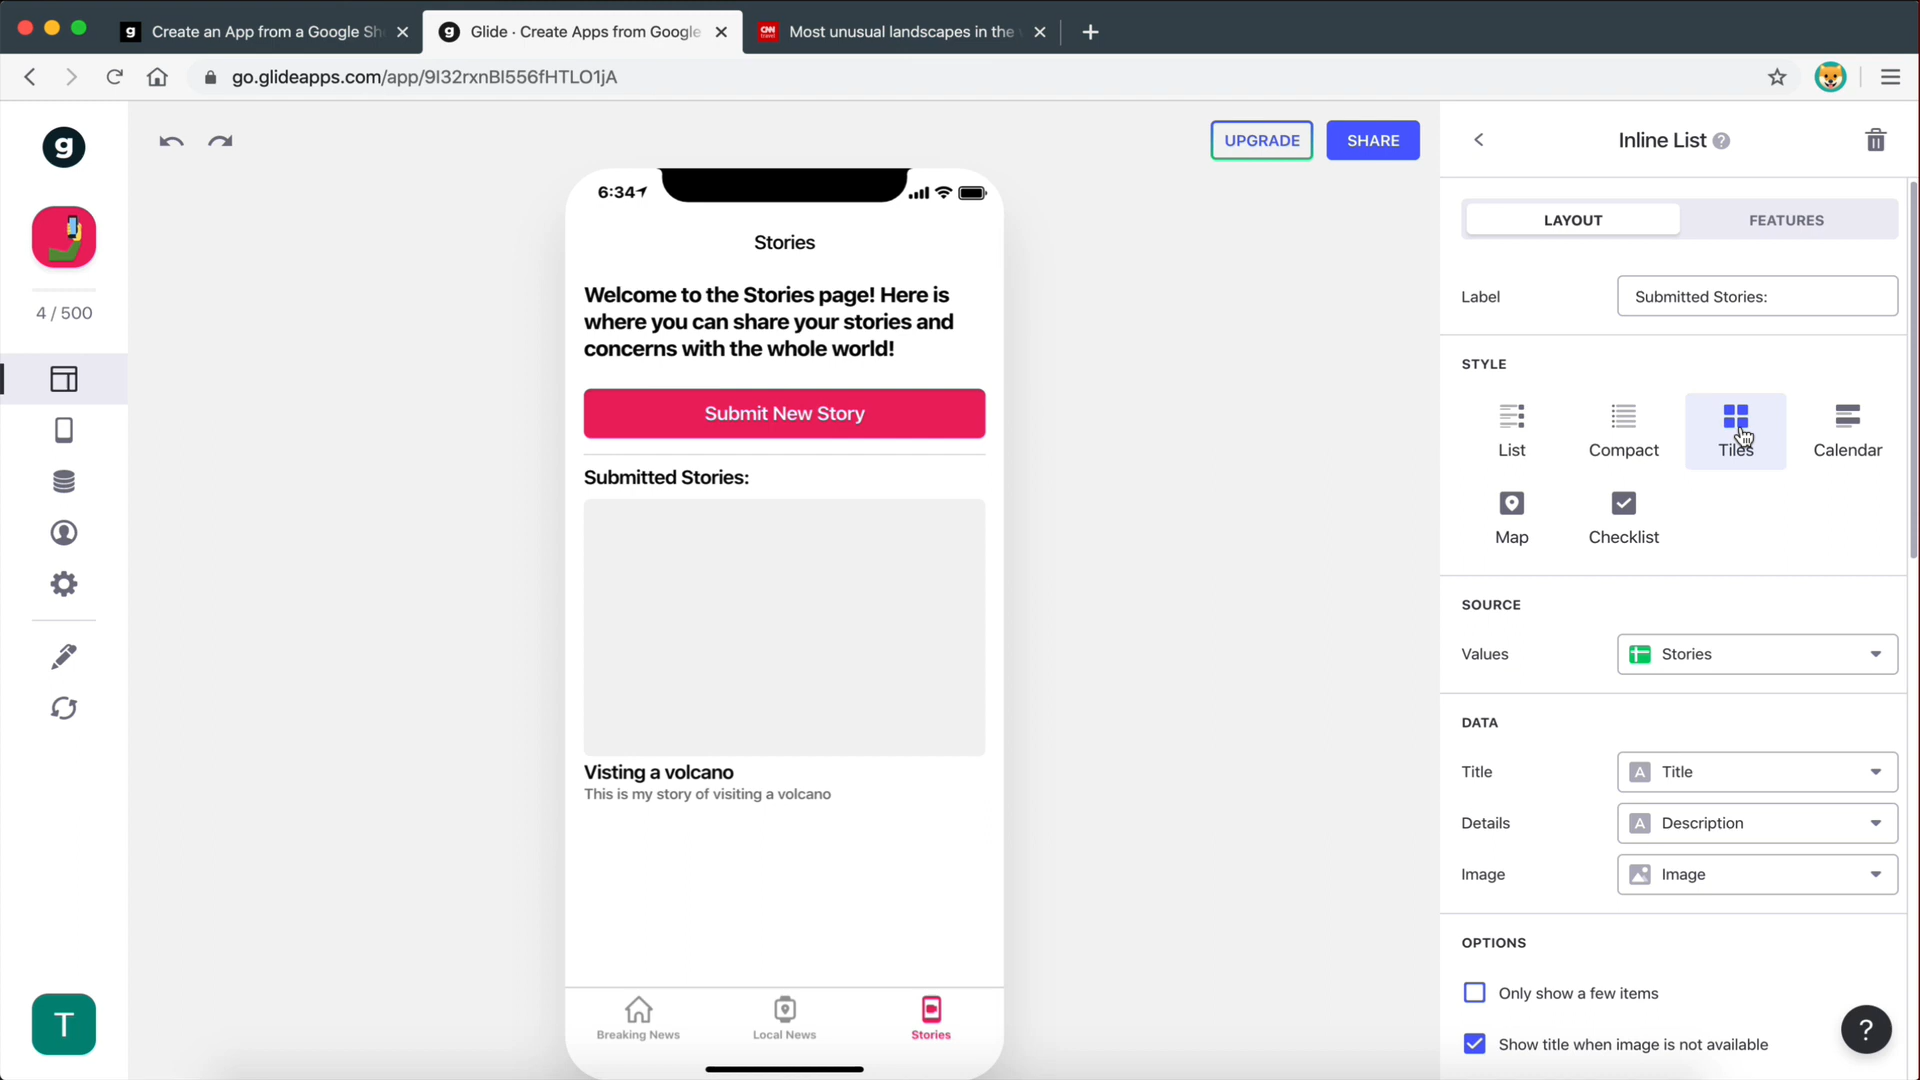 Create an App from a Google Sh
Glide · Create Apps from Google
CNN
travel
Most unusual landscapes in the
go.glideapps.com/app/9I32rxnBI556fHTLO1jA
g
4 / 500
T
UPGRADE
SHARE
6:34
Stories
Welcome to the Stories page! Here is
where you can share your stories and
concerns with the whole world!
Submit New Story
Submitted Stories:
Visting a volcano
This is my story of visiting a volcano
Breaking News
Local News
Stories
Inline List
LAYOUT
FEATURES
Label
Submitted Stories:
STYLE
List
Compact
Tiles
Calendar
Map
Checklist
SOURCE
Values
Stories
DATA
Title
A Title
Details
A Description
Image
Image
OPTIONS
Only show a few items
Show title when image is not available
?